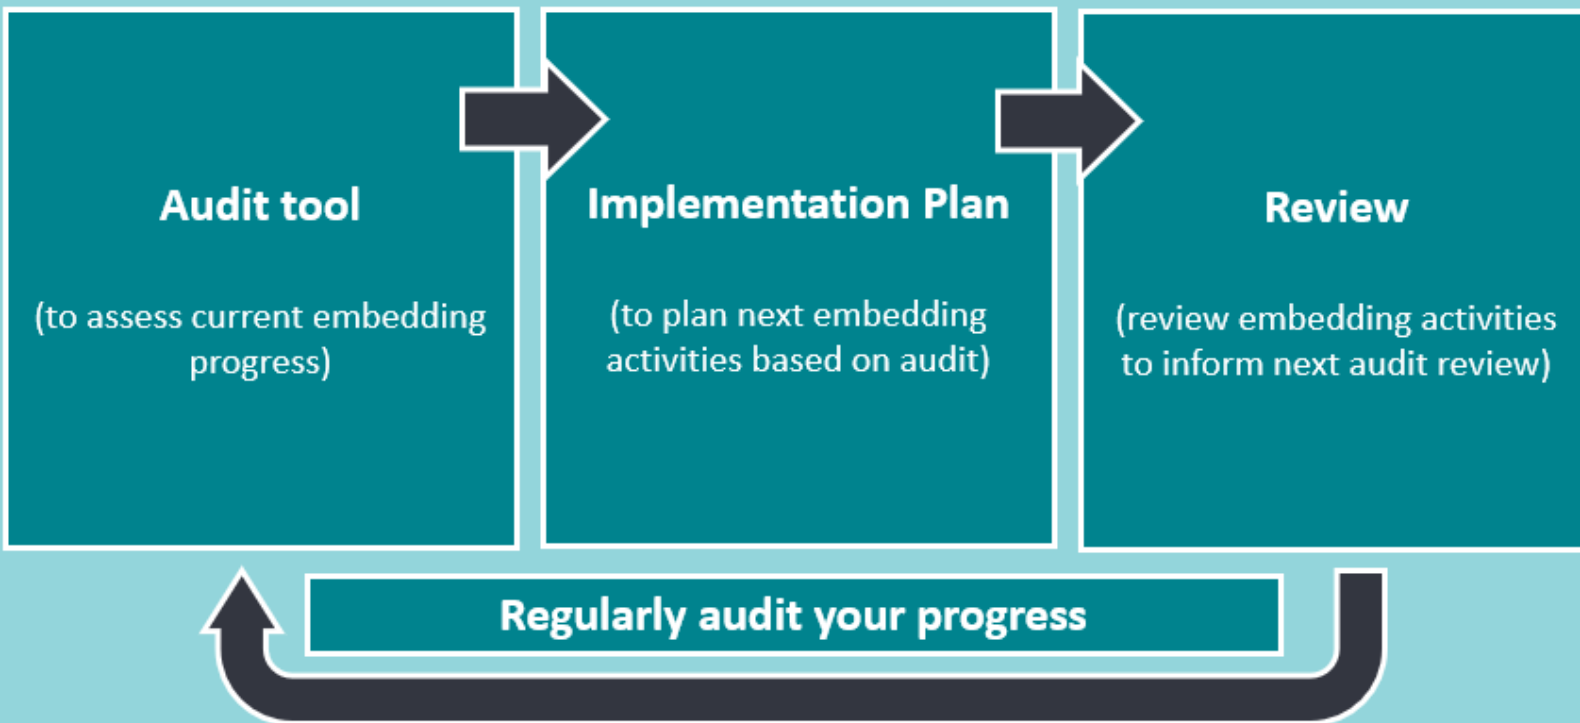 Audit tool
(to assess current embedding
progress)
Implementation Plan
(to plan next embedding
activities based on audit)
Review
(review embedding activities
to inform next audit review)
Regularly audit your progress